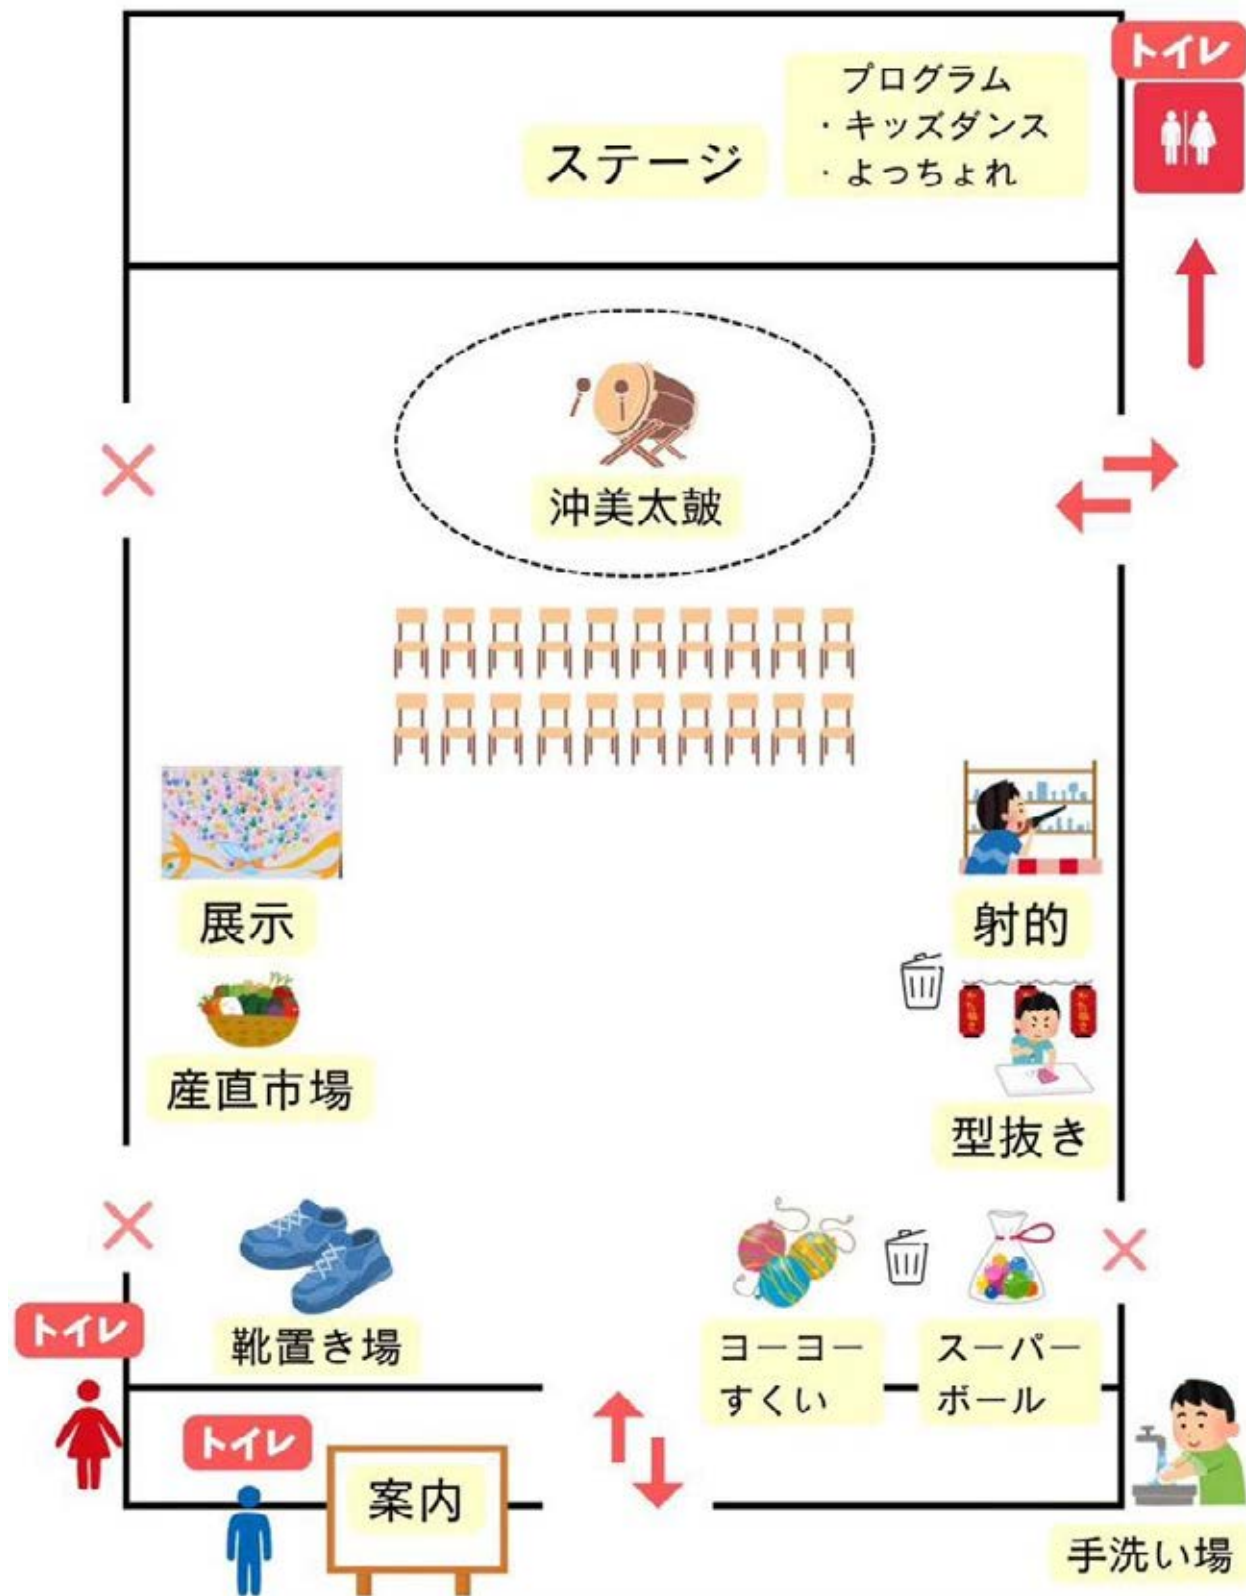 トイレ
プログラム
・キッズダンス
・よっちょれ
ステージ
沖美太鼓
展示
射的
産直市場
型抜き
靴置き場
ヨーヨー
すくい
スーパー
ボール
トイレ
トイレ
案内
手洗い場